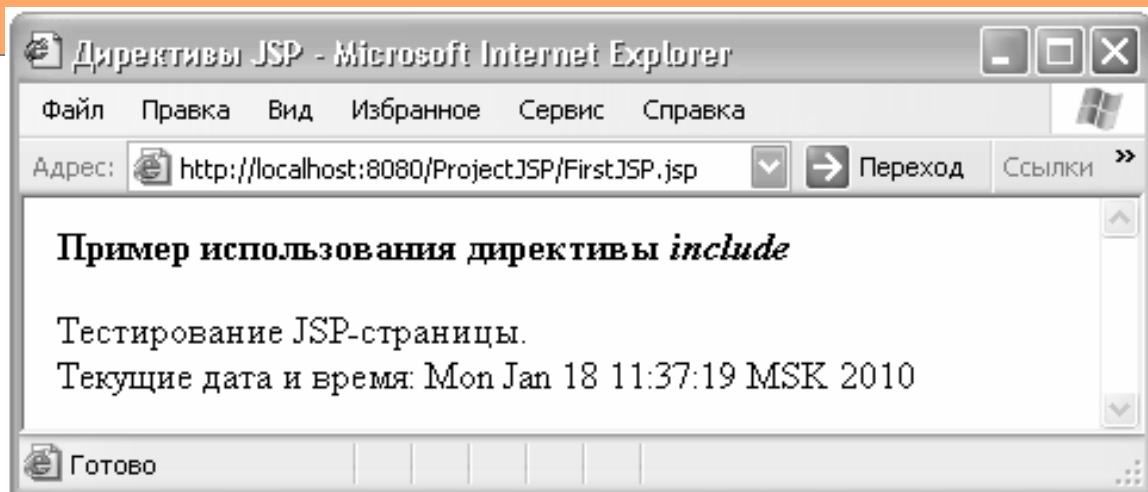 Директивы JSP - Microsoft Internet Explorer
Файл Правка Вид Избранное Сервис Справка
Адрес: http://localhost:8080/ProjectJSP/FirstJSP.jsp Переход Ссылки »
Пример использования директивы include
Тестирование JSP-страницы.
Текущие дата и время: Mon Jan 18 11:37:19 MSK 2010
Готово